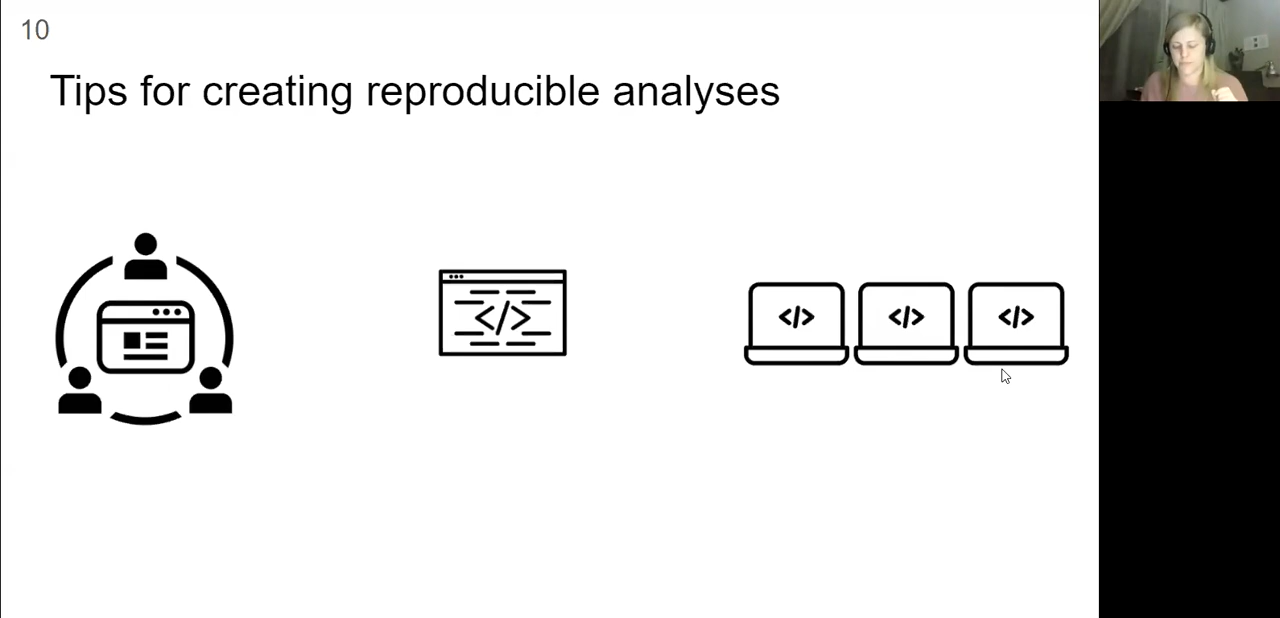 10
Tips for creating reproducible analyses
</>
</> </> </>